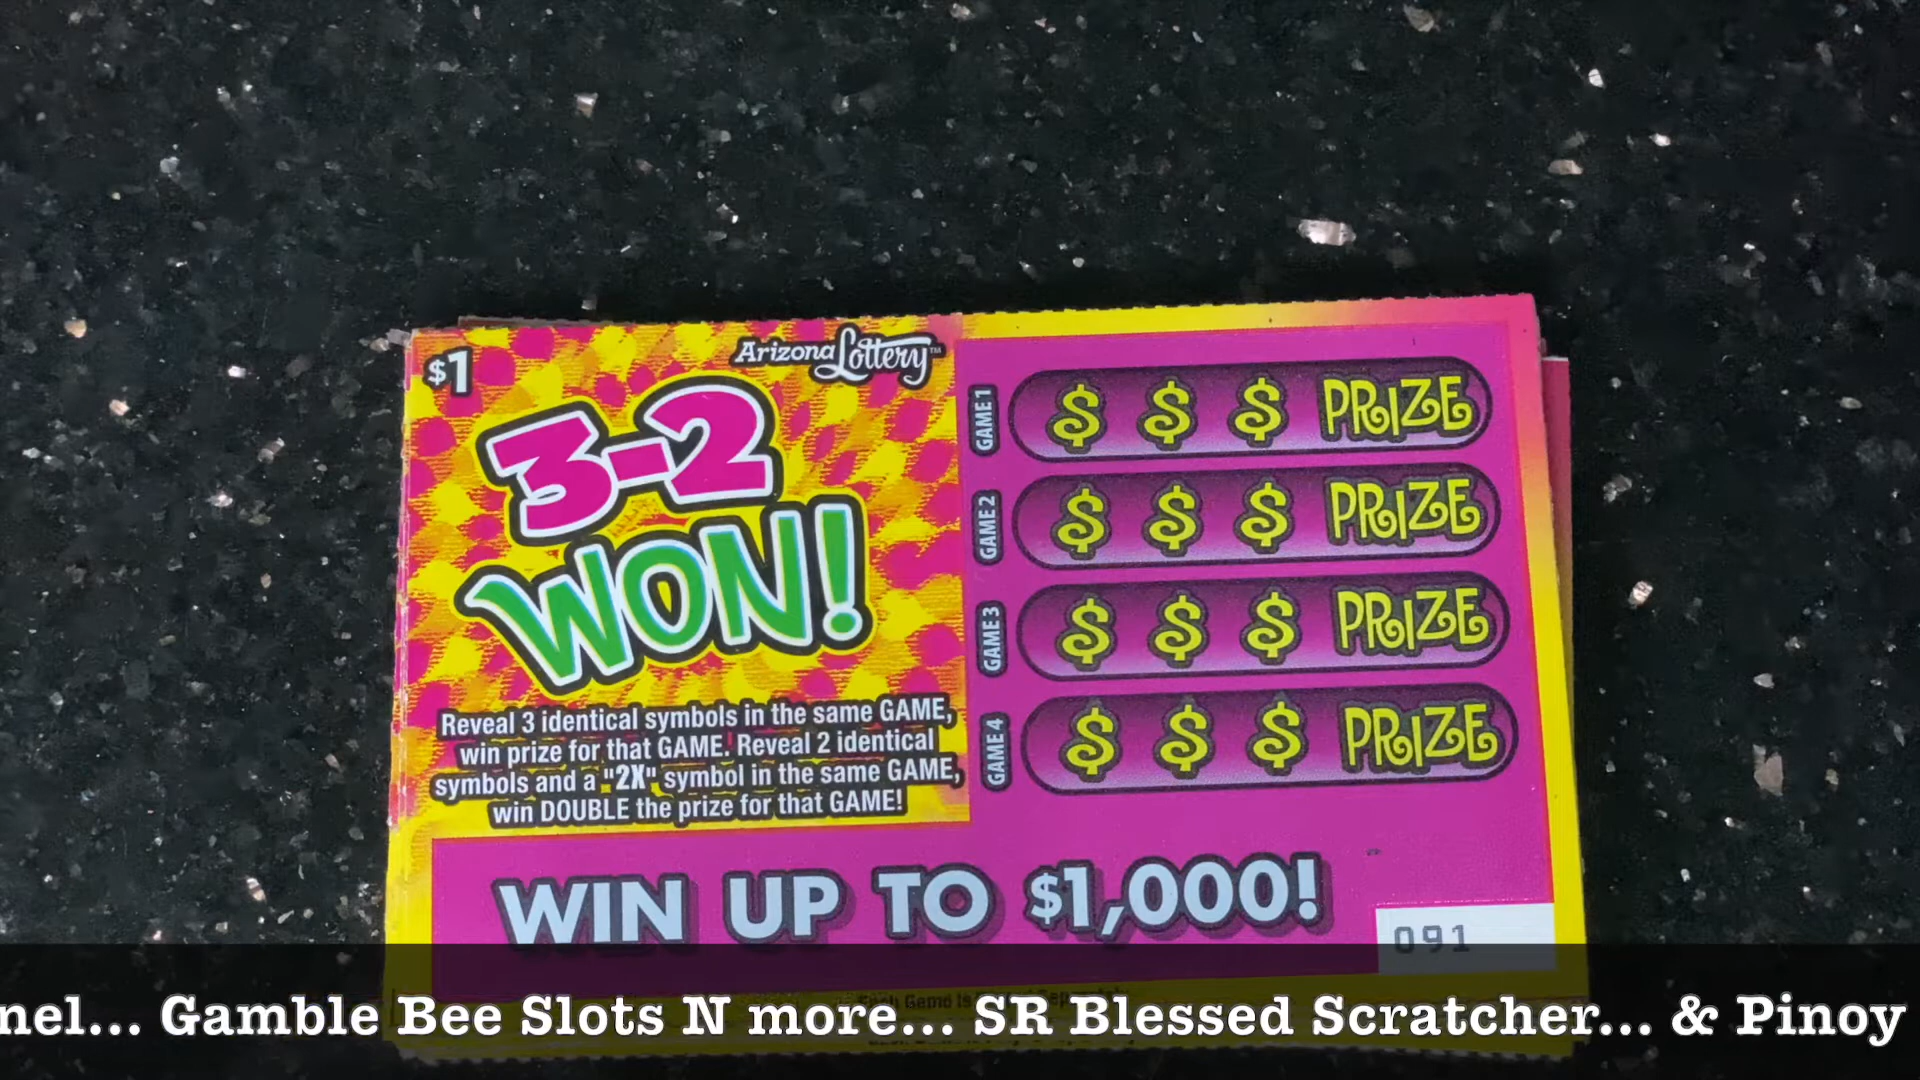 $1
Arizona Lottery™
3-2
WON!
Reveal 3 identical symbols in the same GAME,
win prize for that GAME. Reveal 2 identical
symbols and a "2X" symbol in the same GAME,
win DOUBLE the prize for that GAME!
GAME 1
$ $ $ PRIZE
GAME 2
$ $ $ PRIZE
GAME 3
$ $ $ PRIZE
GAME 4
$ $ $ PRIZE
WIN UP TO $1,000!
091
nel... Gamble Bee Slots N more... SR Blessed Scratcher... & Pinoy